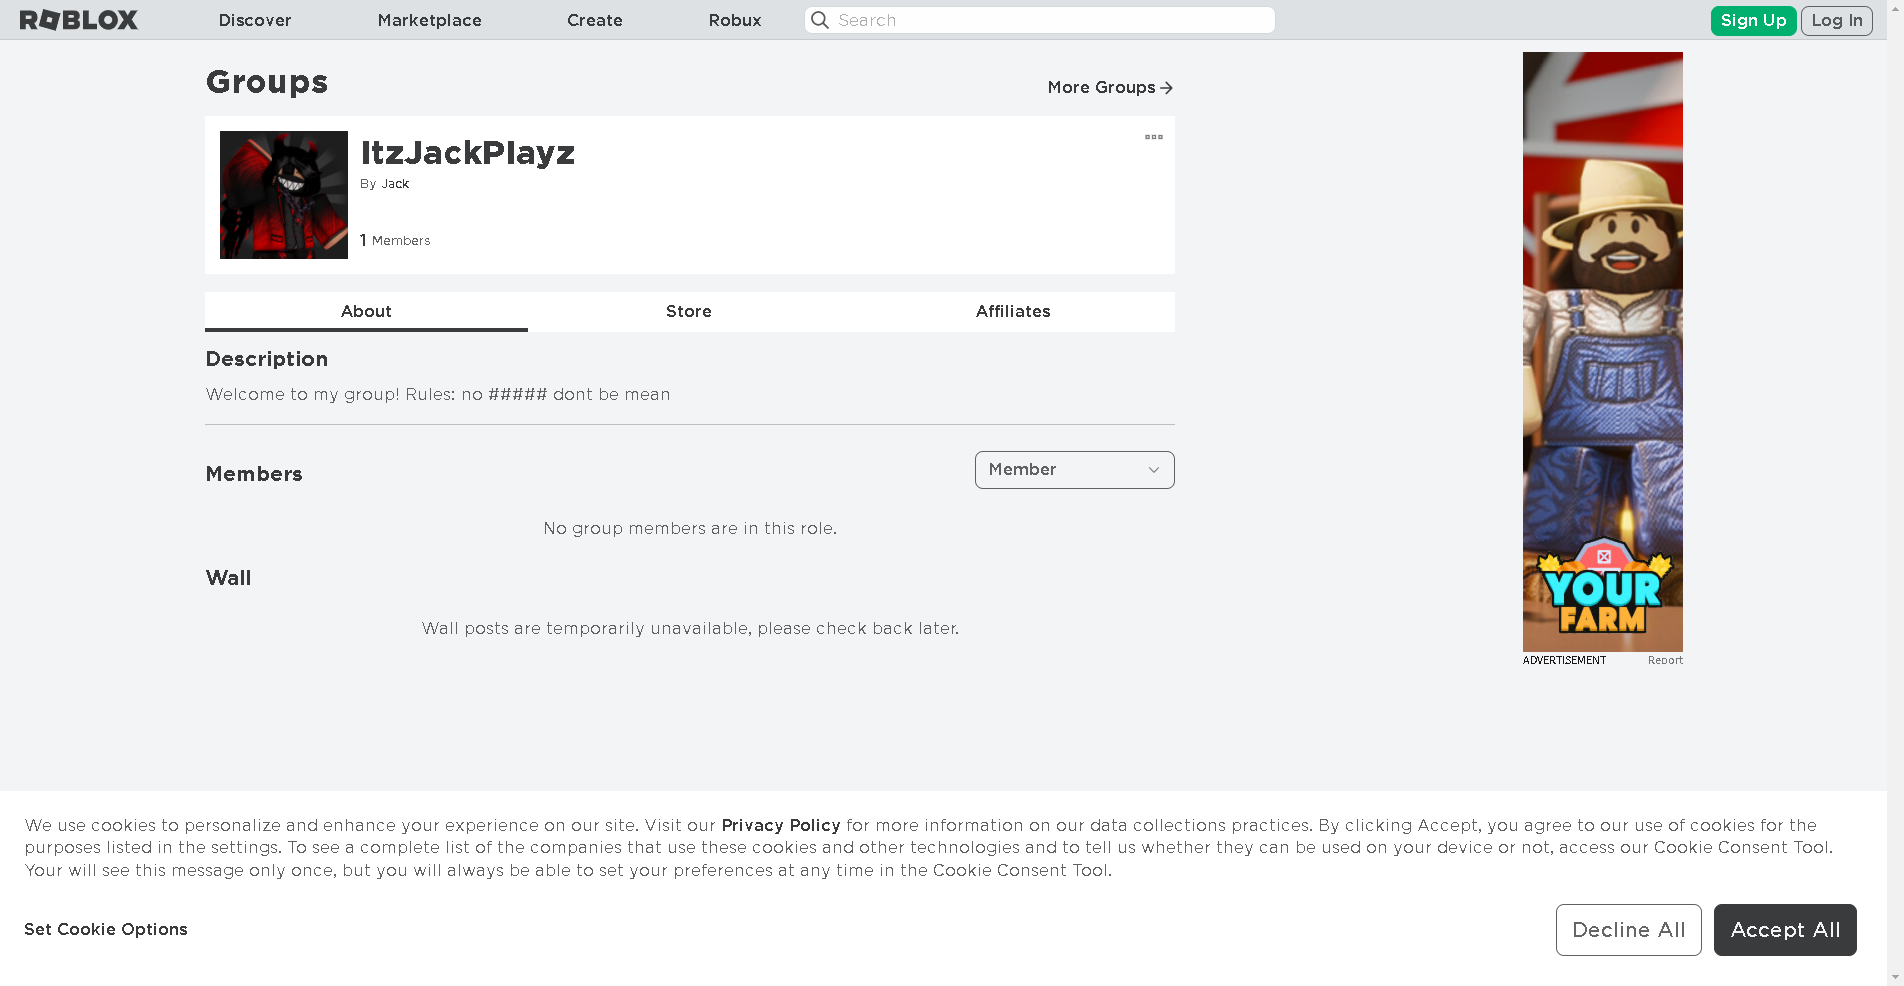 ROBLOX Discover Marketplace Create Robux Search Sign Up Log In
Groups
More Groups
ItzJackPlayz
By Jack
1 Members
About Store Affiliates
Description
Welcome to my group! Rules: no ##### dont be mean
Members
Member
No group members are in this role.
Wall
Wall posts are temporarily unavailable, please check back later.
YOUR
FARM
ADVERTISEMENT Report
We use cookies to personalize and enhance your experience on our site. Visit our Privacy Policy for more information on our data collections practices. By clicking Accept, you agree to our use of cookies for the
purposes listed in the settings. To see a complete list of the companies that use these cookies and other technologies and to tell us whether they can be used on your device or not, access our Cookie Consent Tool.
Your will see this message only once, but you will always be able to set your preferences at any time in the Cookie Consent Tool.
Set Cookie Options
Decline All
Accept All